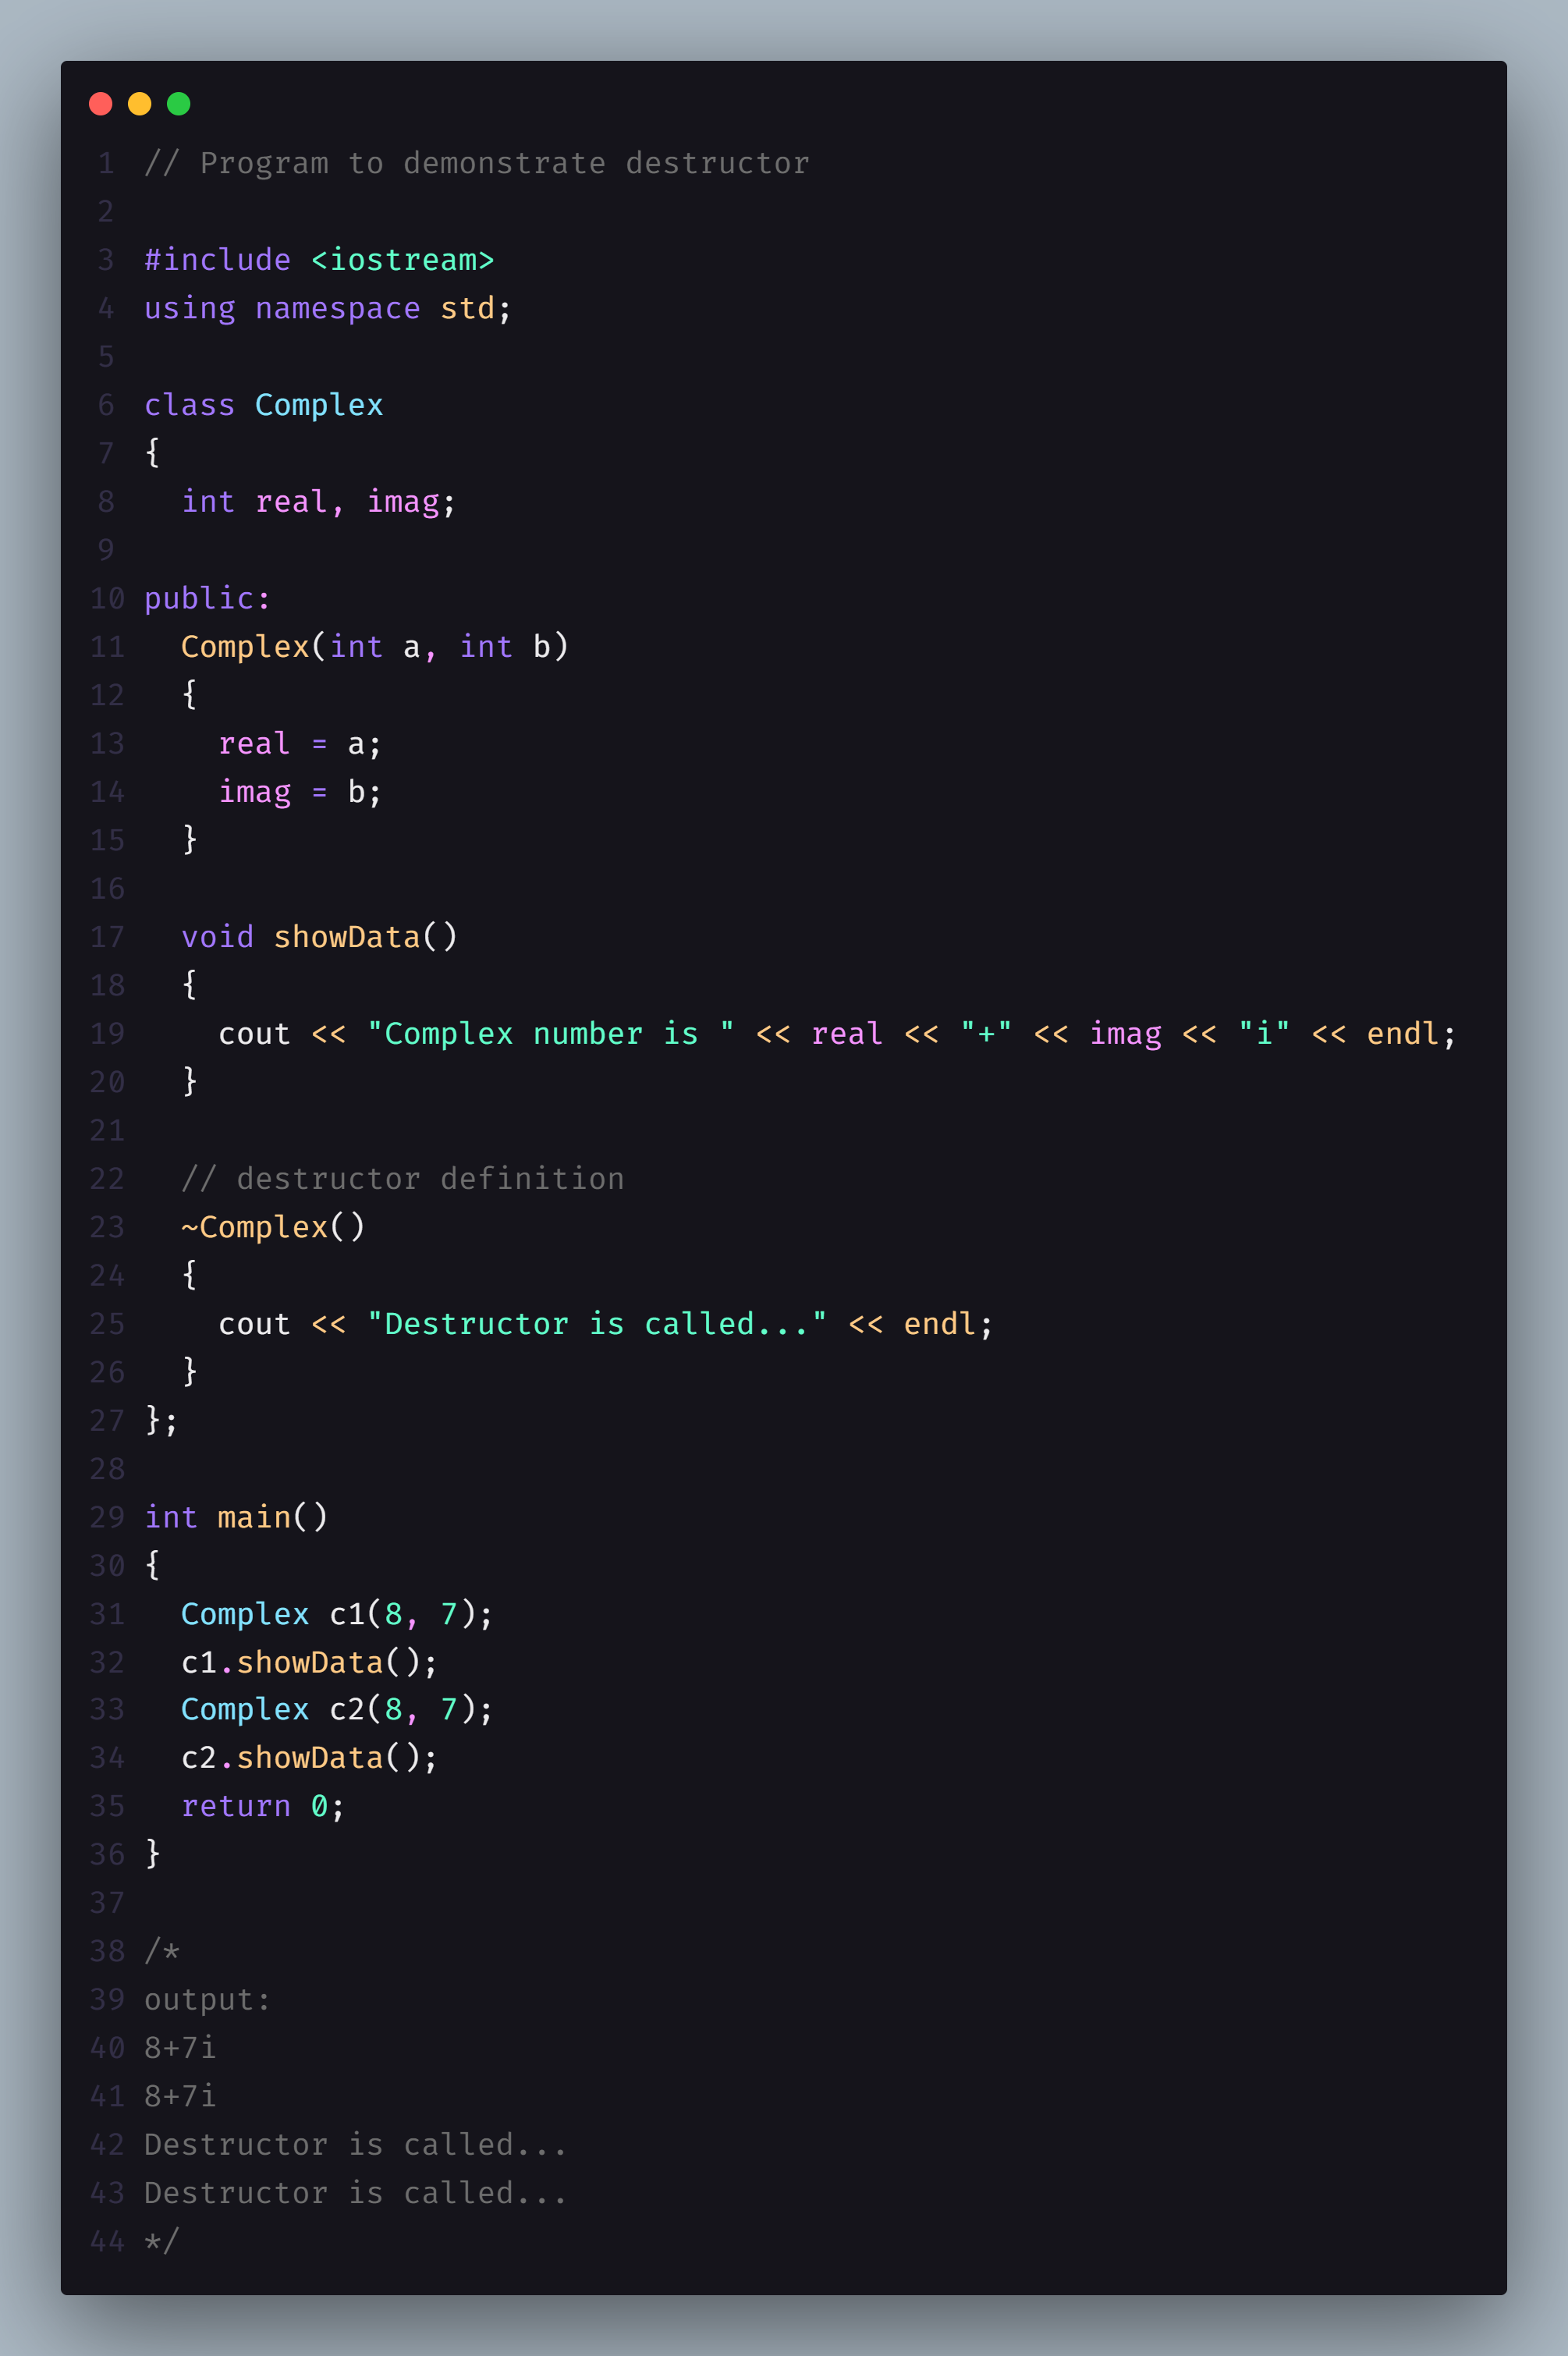 1 // Program to demonstrate destructor
2
3 #include <iostream>
4 using namespace std;
5
6 class Complex
7 {
8   int real, imag;
9
10 public:
11   Complex(int a, int b)
12   {
13     real = a;
14     imag = b;
15   }
16
17   void showData()
18   {
19     cout << "Complex number is " << real << "+" << imag << "i" << endl;
20   }
21
22   // destructor definition
23   ~Complex()
24   {
25     cout << "Destructor is called..." << endl;
26   }
27 };
28
29 int main()
30 {
31   Complex c1(8, 7);
32   c1.showData();
33   Complex c2(8, 7);
34   c2.showData();
35   return 0;
36 }
37
38 /*
39 output:
40 8+7i
41 8+7i
42 Destructor is called...
43 Destructor is called...
44 */